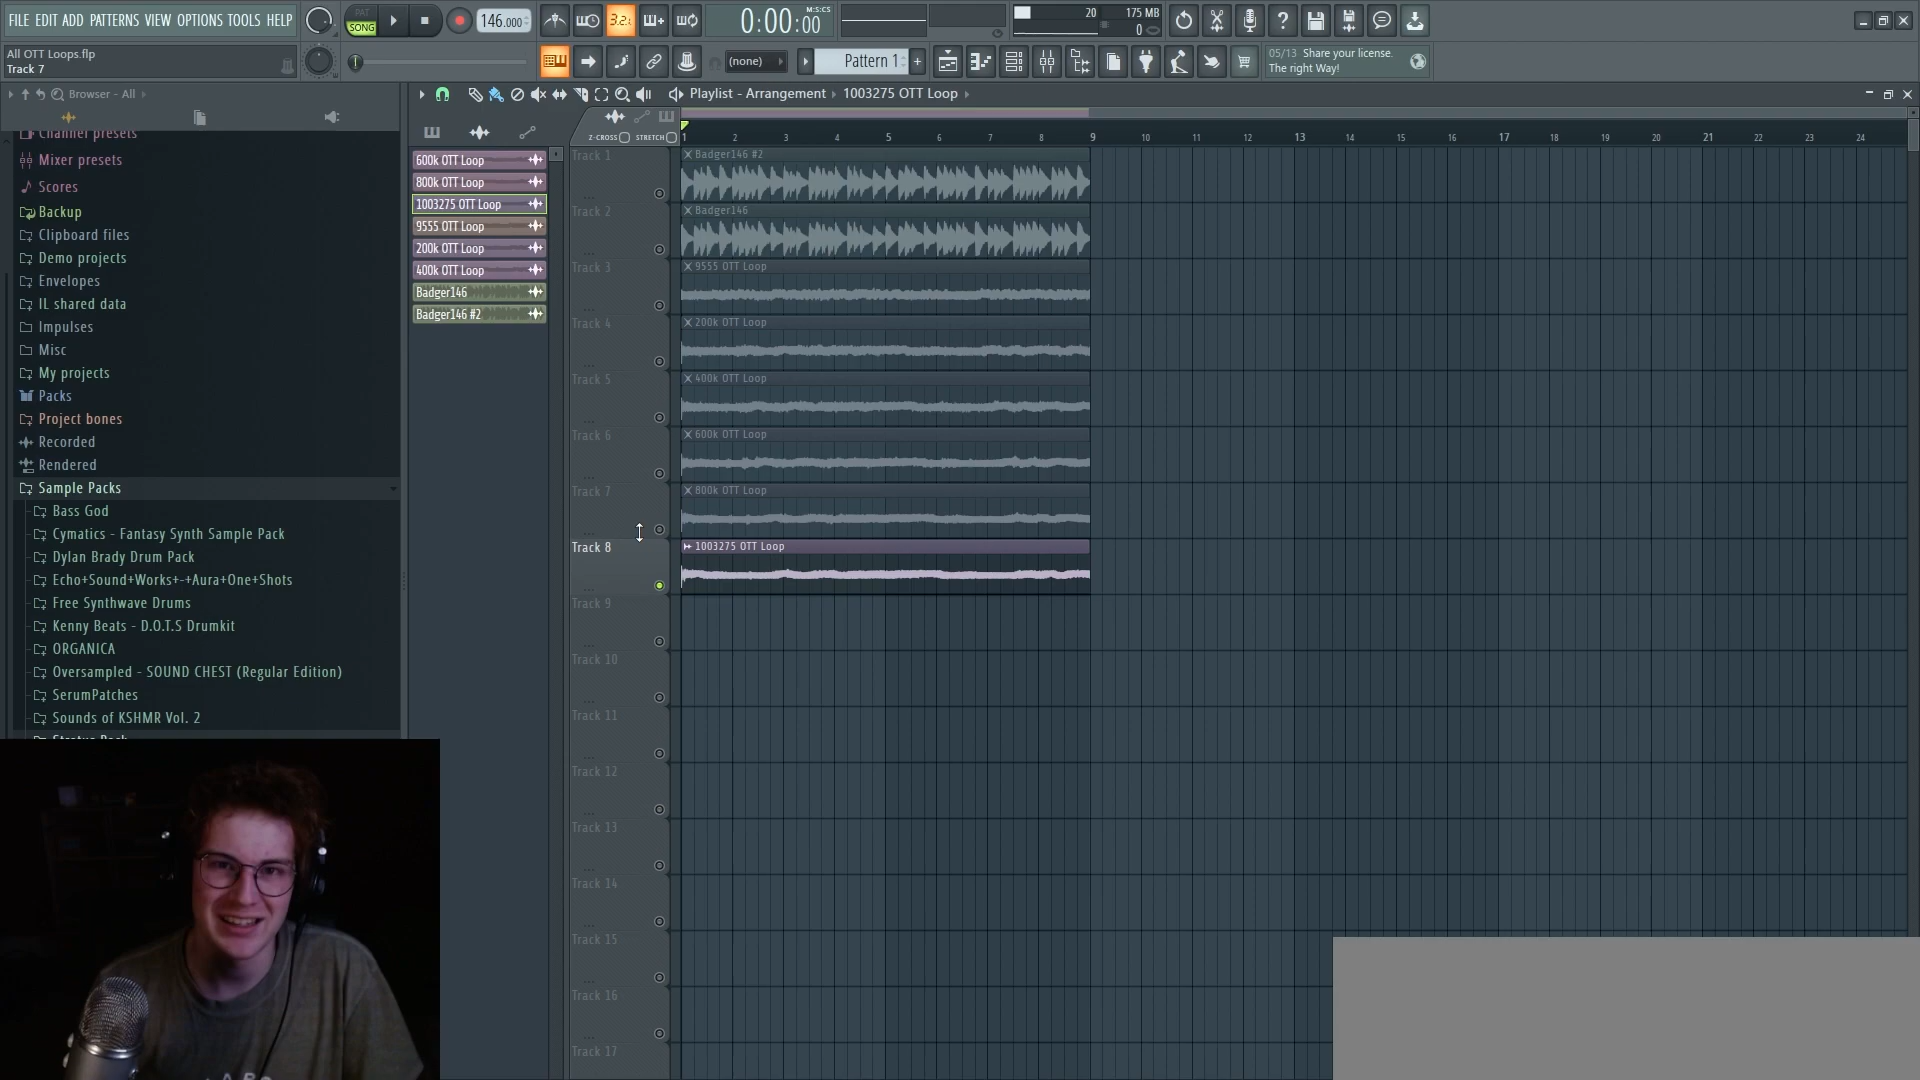 FILE EDIT ADD PATTERNS VIEW OPTIONS TOOLS HELP
PAT
SONG
146.000
3.2.
0:00:00
M:S:CS
20
175 MB
0
All OTT Loops.flp
Track 7
(none)
Pattern 1
+
05/13 Share your license.
The right Way!
Browser - All
Playlist - Arrangement
1003275 OTT Loop
Z-CROSS
STRETCH
1 2 3 4 5 6 7 8 9 10 11 12 13 14 15 16 17 18 19 20 21 22 23 24
Channel presets
Mixer presets
Scores
Backup
Clipboard files
Demo projects
Envelopes
IL shared data
Impulses
Misc
My projects
Packs
Project bones
Recorded
Rendered
Sample Packs
Bass God
Cymatics - Fantasy Synth Sample Pack
Dylan Brady Drum Pack
Echo+Sound+Works+-+Aura+One+Shots
Free Synthwave Drums
Kenny Beats - D.O.T.S Drumkit
ORGANICA
Oversampled - SOUND CHEST (Regular Edition)
SerumPatches
Sounds of KSHMR Vol. 2
600k OTT Loop
800k OTT Loop
1003275 OTT Loop
9555 OTT Loop
200k OTT Loop
400k OTT Loop
Badger146
Badger146 #2
Track 1
Badger146 #2
Track 2
Badger146
Track 3
9555 OTT Loop
Track 4
200k OTT Loop
Track 5
400k OTT Loop
Track 6
600k OTT Loop
Track 7
800k OTT Loop
Track 8
1003275 OTT Loop
Track 9
Track 10
Track 11
Track 12
Track 13
Track 14
Track 15
Track 16
Track 17